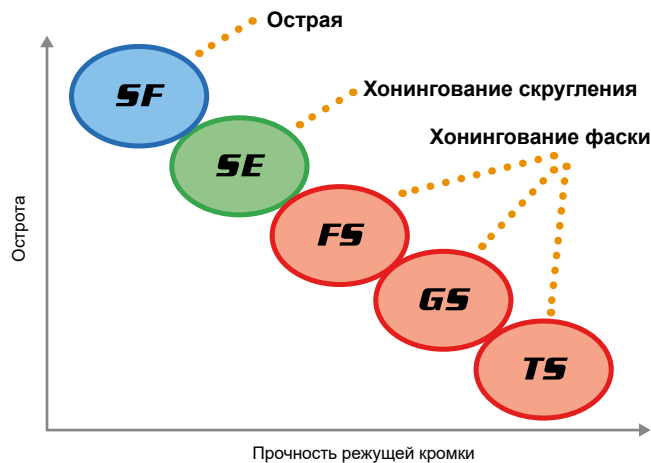 Острая
Хонингование скругления
Хонингование фаски
SF
SE
FS
GS
TS
Острота
Прочность режущей кромки